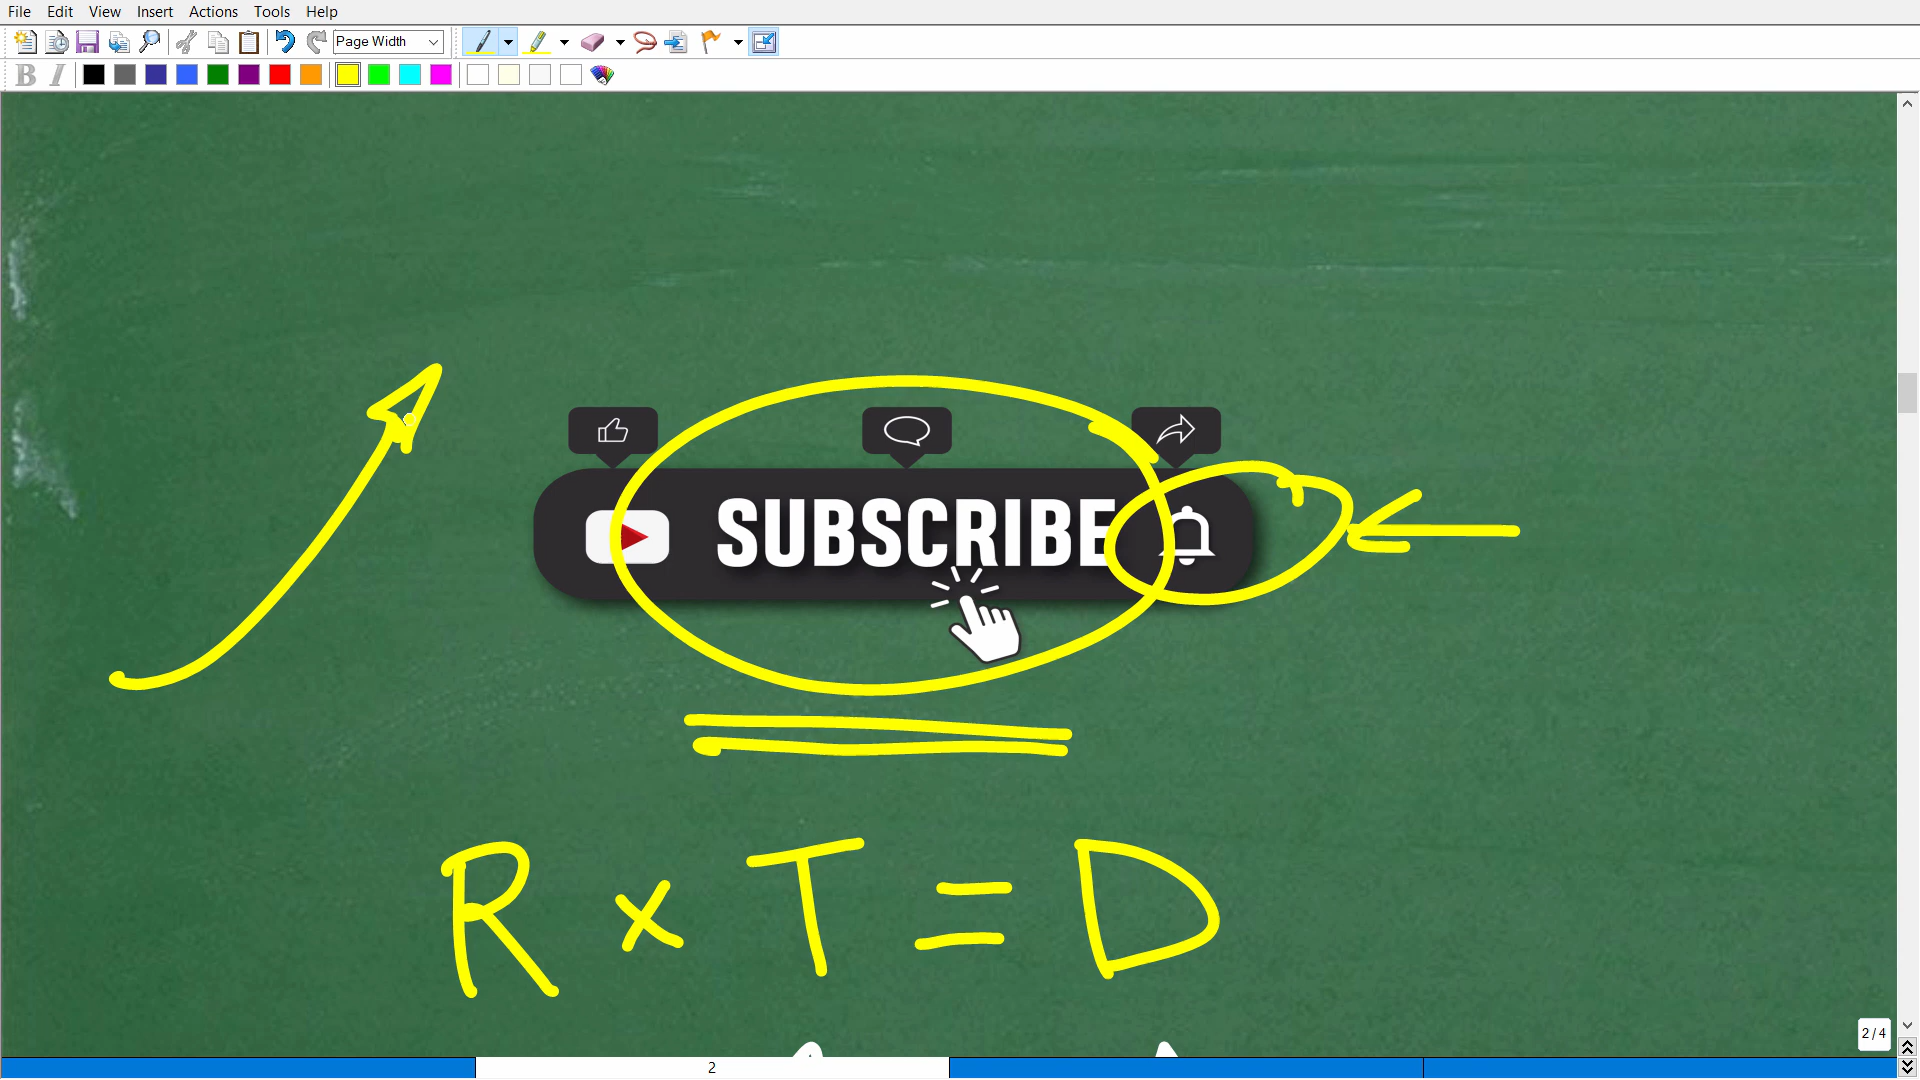 File Edit View Insert Actions Tools Help
Page Width
B I
SUBSCRIBE
R x T = D
2 / 4
2